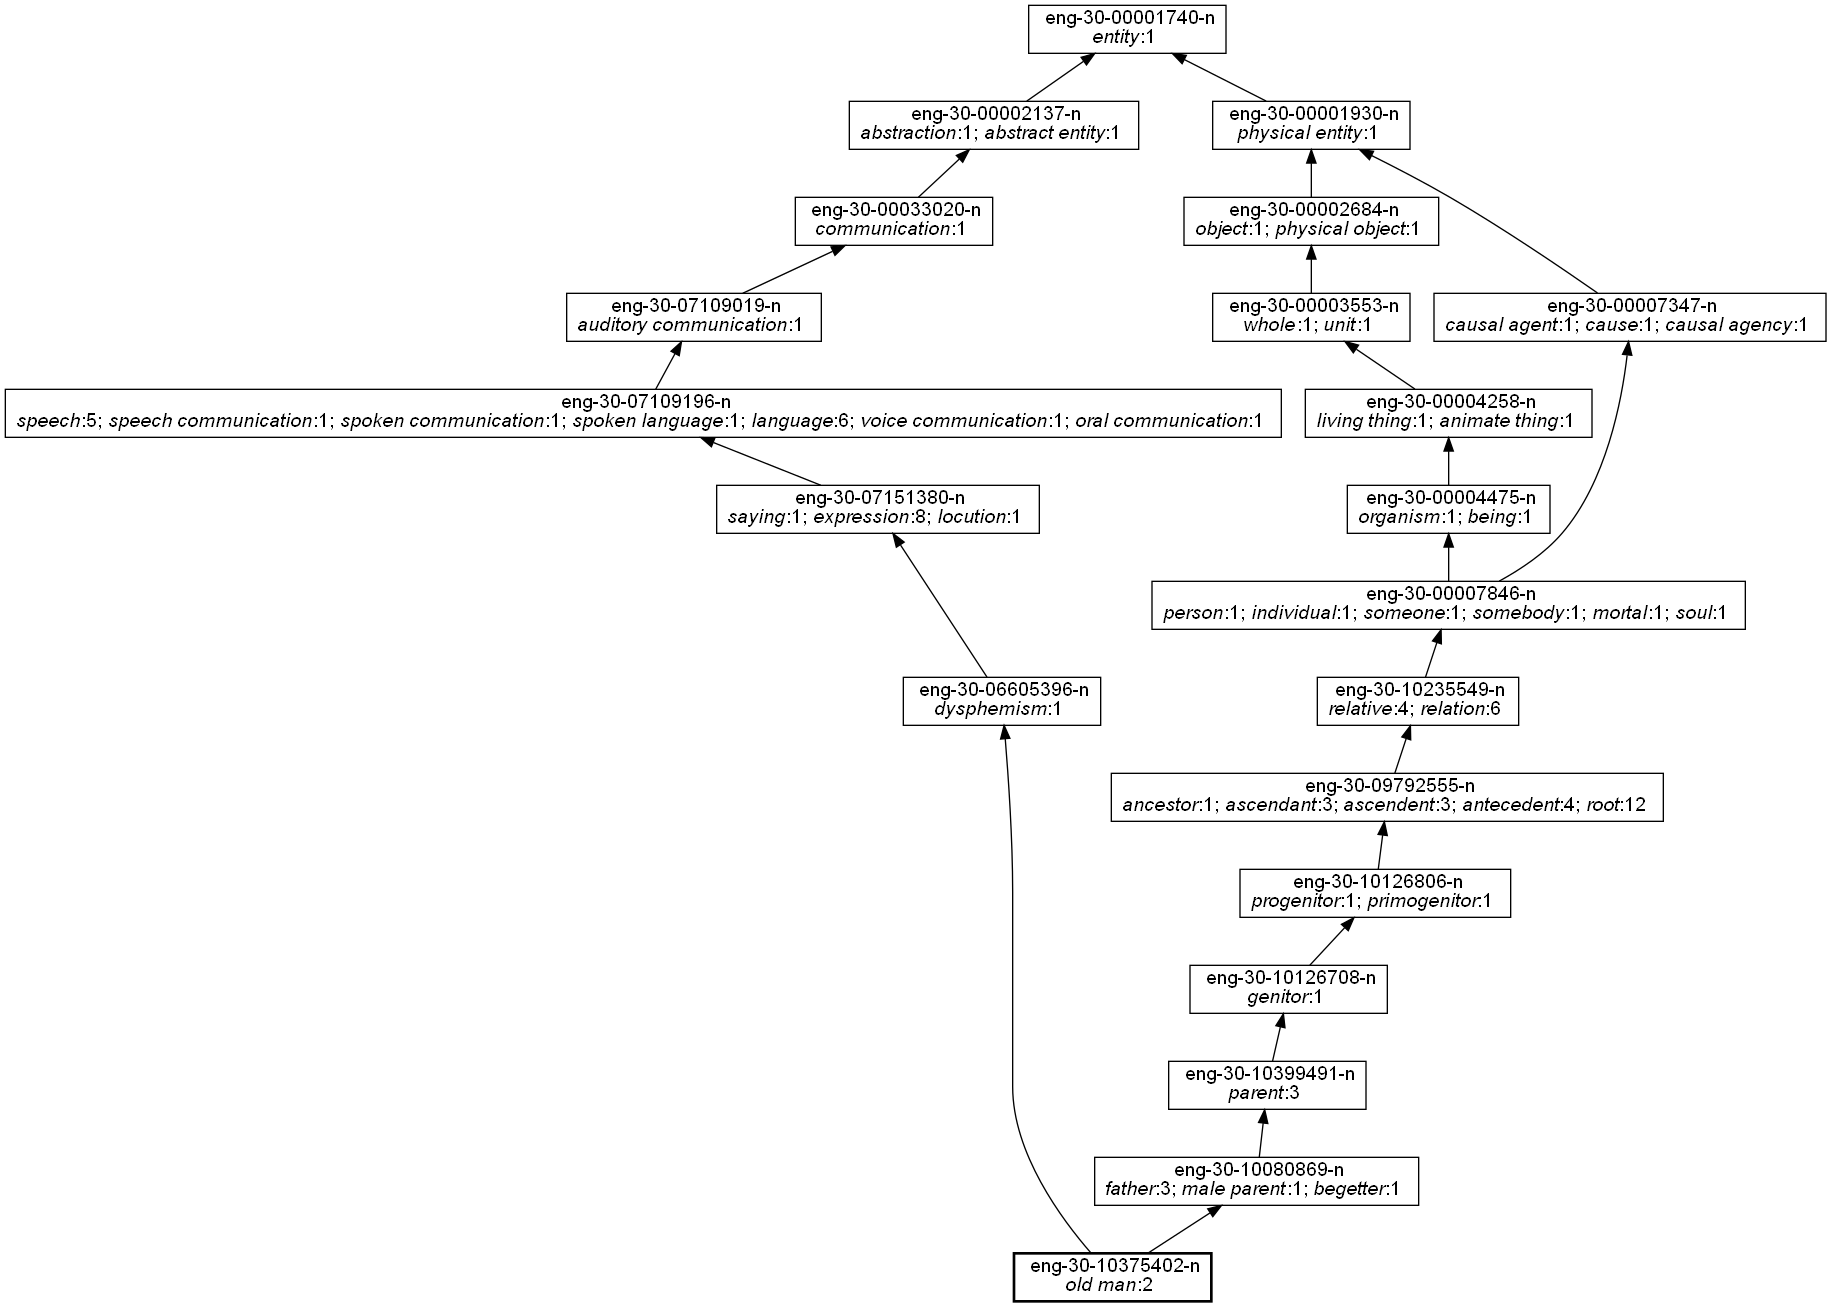 eng-30-00001740-n
entity:1
eng-30-00002137-n
abstraction:1; abstract entity:1
eng-30-00001930-n
physical entity:1
eng-30-00033020-n
communication:1
eng-30-00002684-n
object:1; physical object:1
eng-30-07109019-n
auditory communication:1
eng-30-00003553-n
whole:1; unit:1
eng-30-00007347-n
causal agent:1; cause:1; causal agency:1
eng-30-07109196-n
speech:5; speech communication:1; spoken communication:1; spoken language:1; language:6; voice communication:1; oral communication:1
eng-30-00004258-n
living thing:1; animate thing:1
eng-30-07151380-n
saying:1; expression:8; locution:1
eng-30-00004475-n
organism:1; being:1
eng-30-00007846-n
person:1; individual:1; someone:1; somebody:1; mortal:1; soul:1
eng-30-06605396-n
dysphemism:1
eng-30-10235549-n
relative:4; relation:6
eng-30-09792555-n
ancestor:1; ascendant:3; ascendent:3; antecedent:4; root:12
eng-30-10126806-n
progenitor:1; primogenitor:1
eng-30-10126708-n
genitor:1
eng-30-10399491-n
parent:3
eng-30-10080869-n
father:3; male parent:1; begetter:1
eng-30-10375402-n
old man:2